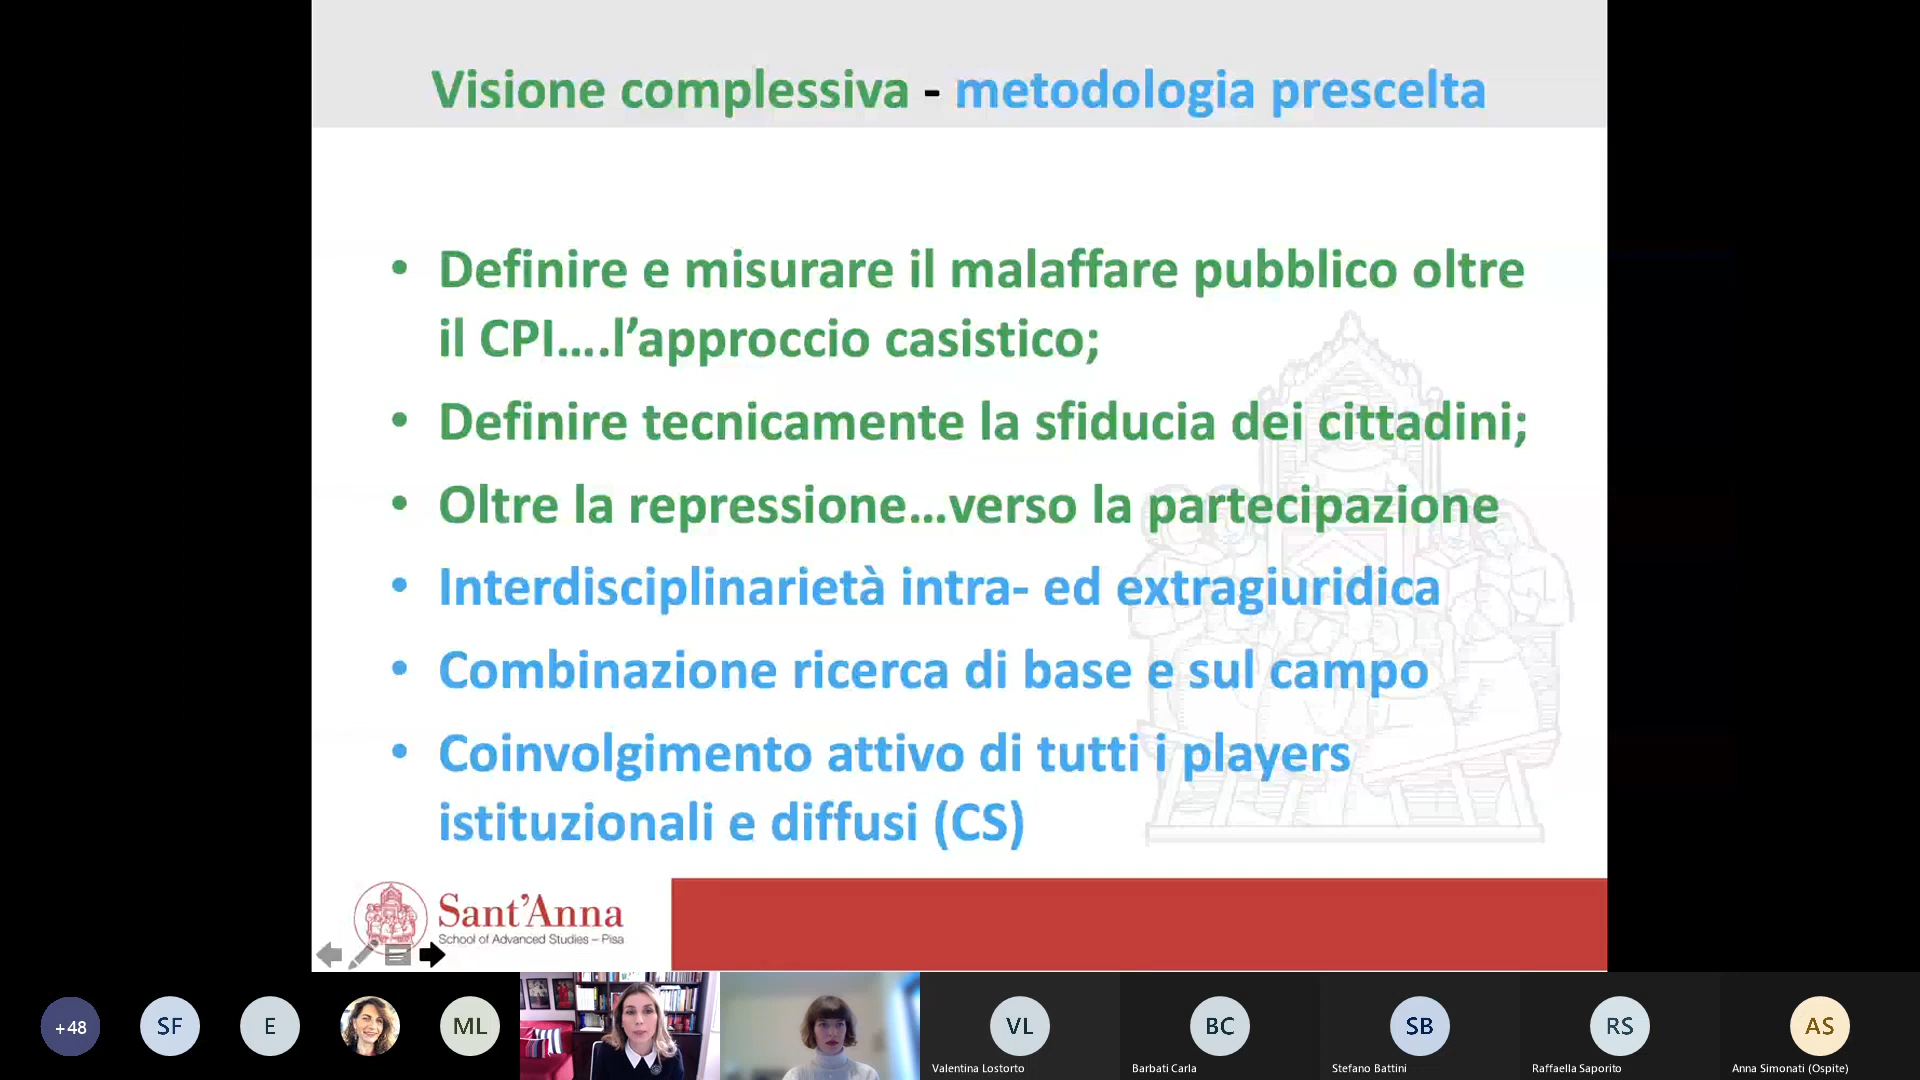 Visione complessiva - metodologia prescelta
• Definire e misurare il malaffare pubblico oltre
il CPI....l’approccio casistico;
• Definire tecnicamente la sfiducia dei cittadini;
• Oltre la repressione...verso la partecipazione
• Interdisciplinarietà intra- ed extragiuridica
• Combinazione ricerca di base e sul campo
• Coinvolgimento attivo di tutti i players
istituzionali e diffusi (CS)
Sant’Anna
School of Advanced Studies – Pisa
+48
SF
E
ML
VL
BC
SB
RS
AS
Valentina Lostorto
Barbati Carla
Stefano Battini
Raffaella Saporito
Anna Simonati (Ospite)